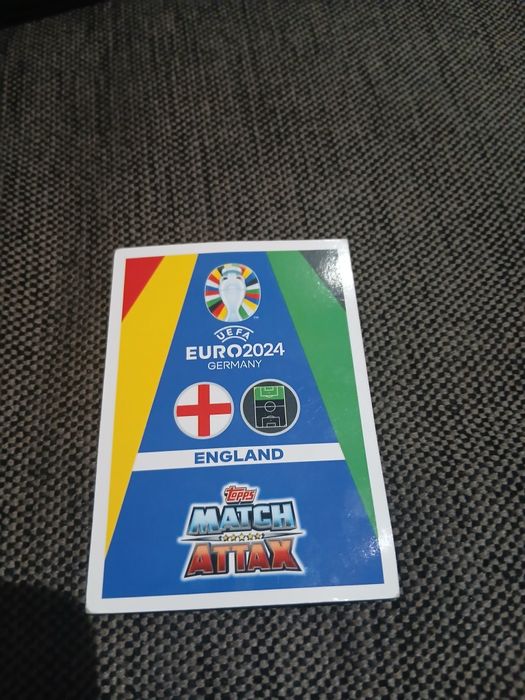 UEFA
EURO2024
GERMANY
ENGLAND
Topps
MATCH
ATTAX